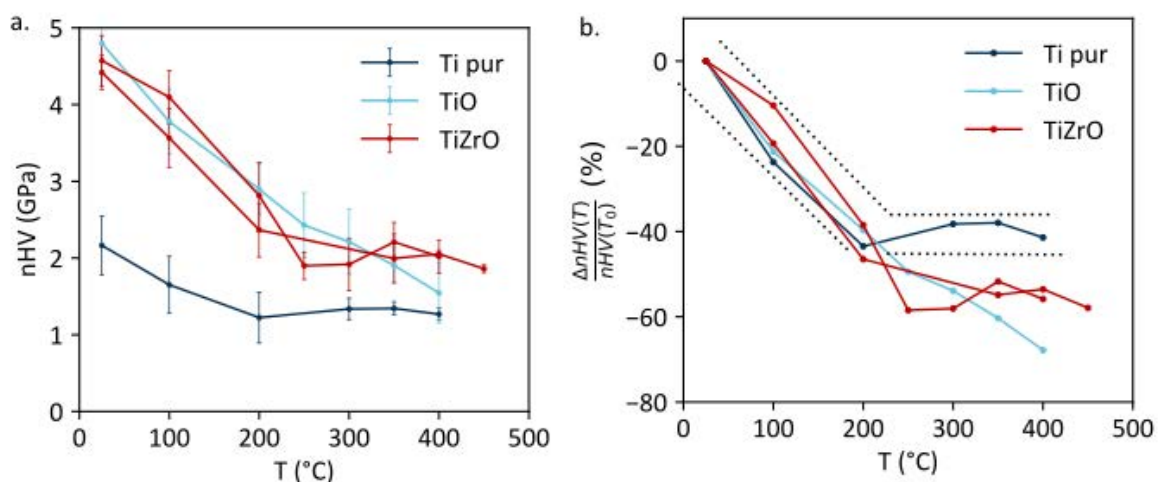 a.
5
4
3
2
1
0
nHV (GPa)
Ti pur
TiO
TiZrO
0 100 200 300 400 500
T (°C)
b.
0
−20
−40
−60
−80
ΔnHV(T)
nHV(T₀)
(%)
Ti pur
TiO
TiZrO
0 100 200 300 400 500
T (°C)